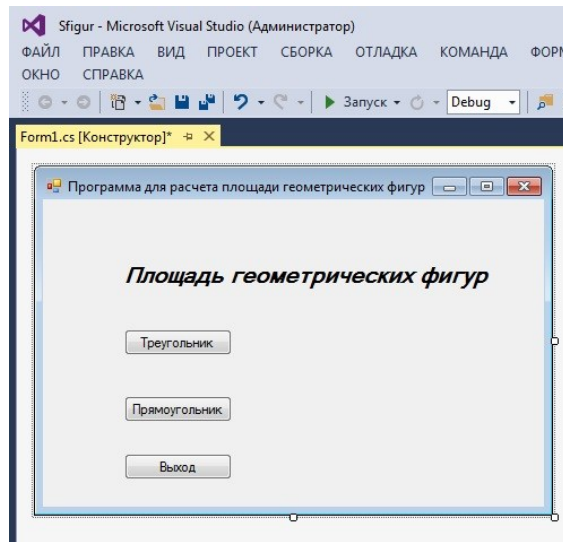 Sfigur - Microsoft Visual Studio (Администратор)
ФАЙЛ ПРАВКА ВИД ПРОЕКТ СБОРКА ОТЛАДКА КОМАНДА ФОРМ
ОКНО СПРАВКА
Запуск Debug
Form1.cs [Конструктор]*
Программа для расчета площади геометрических фигур
Площадь геометрических фигур
Треугольник
Прямоугольник
Выход